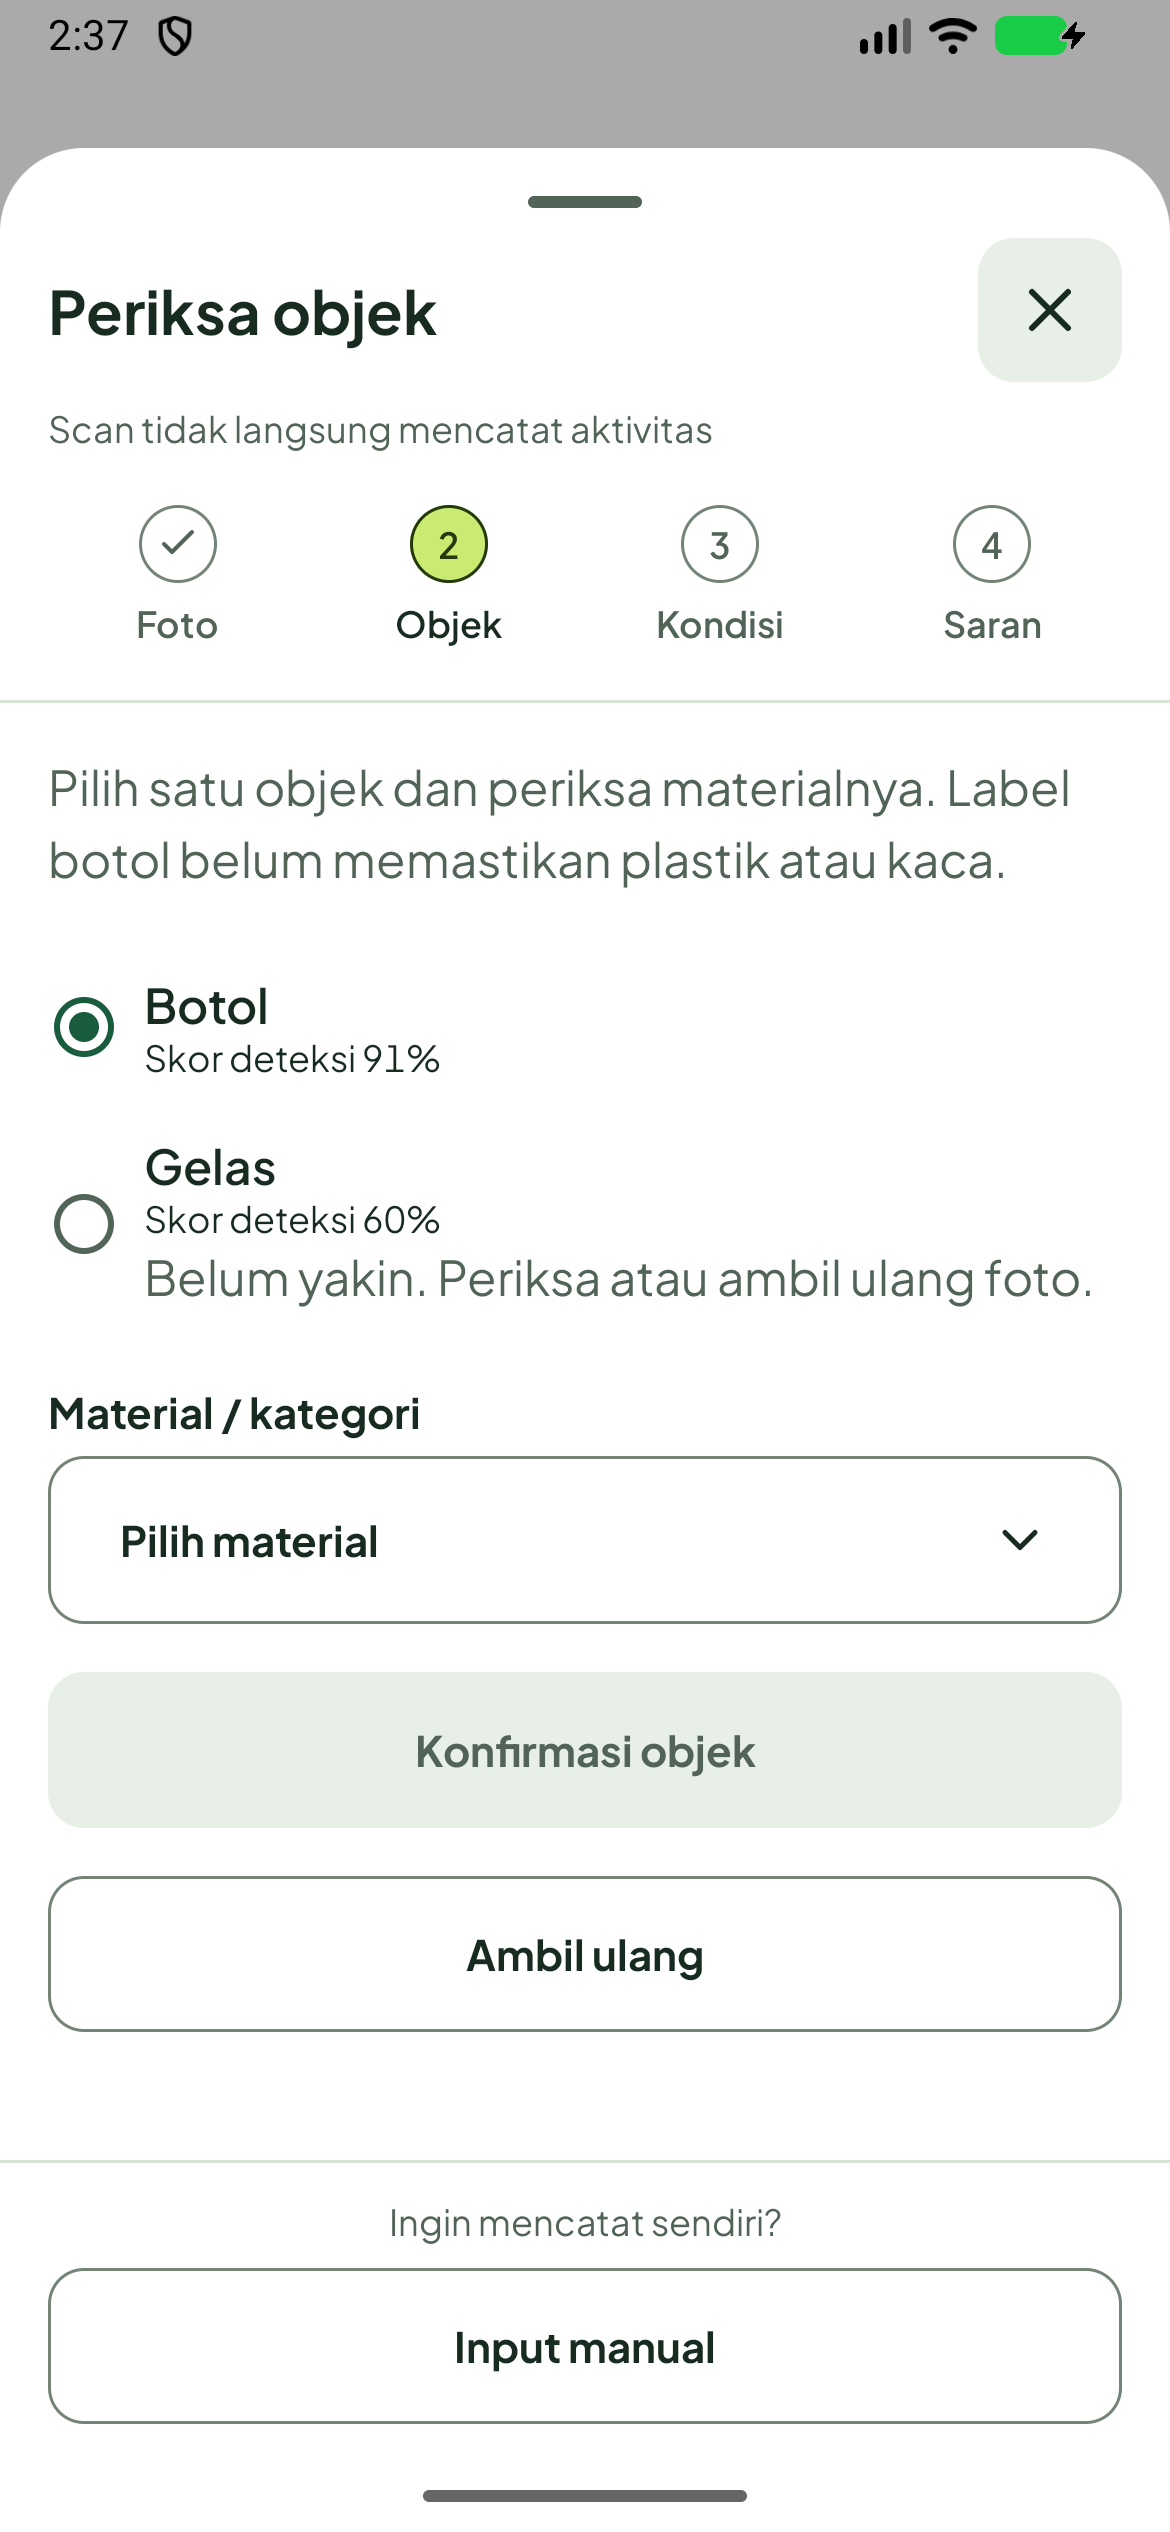 2:37
Periksa objek
Scan tidak langsung mencatat aktivitas
2
3
4
Foto
Objek
Kondisi
Saran
Pilih satu objek dan periksa materialnya. Label
botol belum memastikan plastik atau kaca.
Botol
Skor deteksi 91%
Gelas
Skor deteksi 60%
Belum yakin. Periksa atau ambil ulang foto.
Material / kategori
Pilih material
Konfirmasi objek
Ambil ulang
Ingin mencatat sendiri?
Input manual